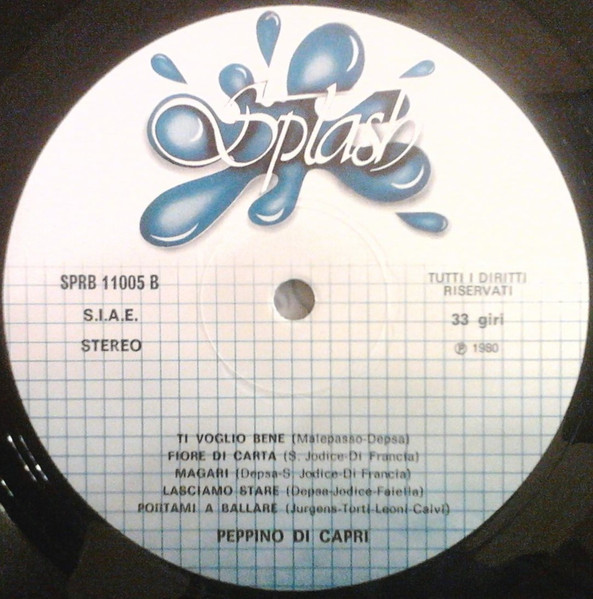 Splash
SPRB 11005 B
S.I.A.E.
STEREO
TUTTI I DIRITTI
RISERVATI
33 giri
℗ 1980
TI VOGLIO BENE (Malepasso-Depsa)
FIORE DI CARTA (S. Jodice-Di Francia)
MAGARI (Depsa-S. Jodice-Di Francia)
LASCIAMO STARE (Depsa-Jodice-Faiella)
PORTAMI A BALLARE (Jurgens-Torti-Leoni-Calvi)
PEPPINO DI CAPRI